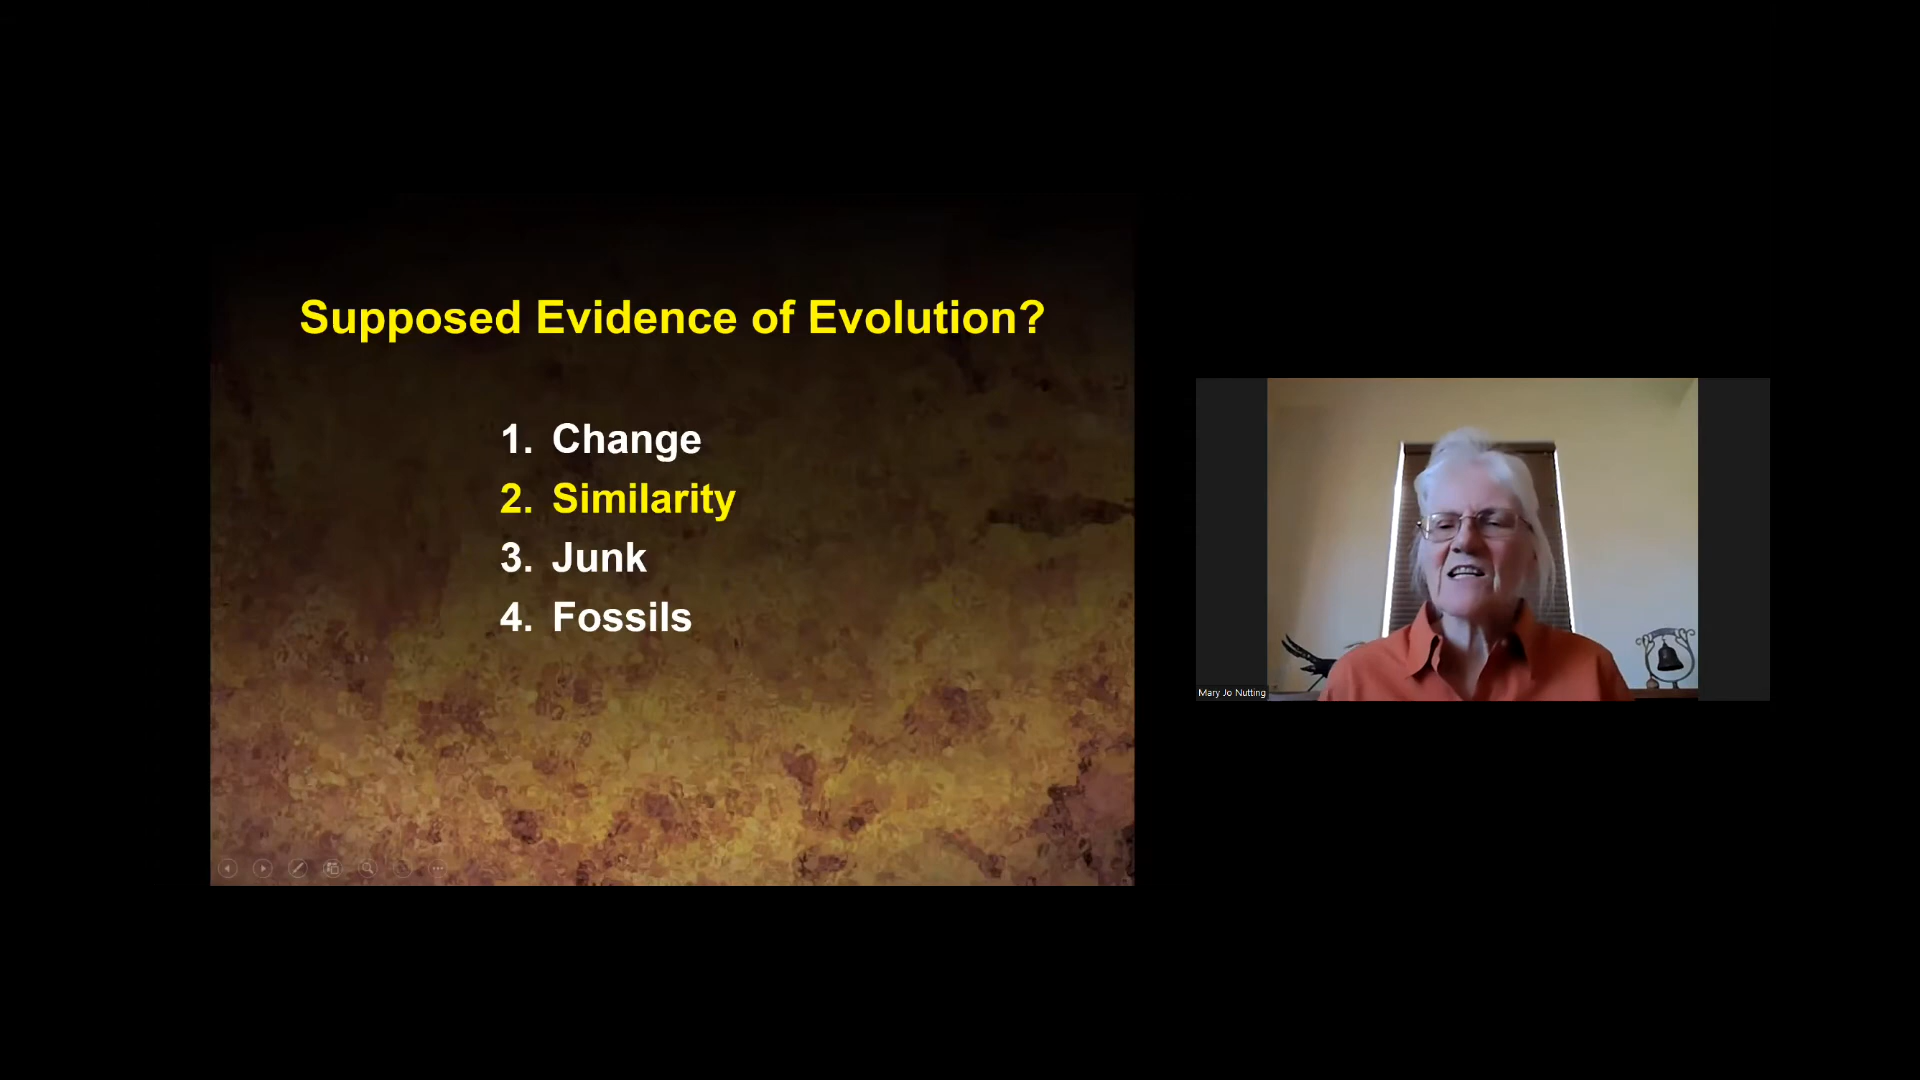 Supposed Evidence of Evolution?
1. Change
2. Similarity
3. Junk
4. Fossils
Mary Jo Nutting